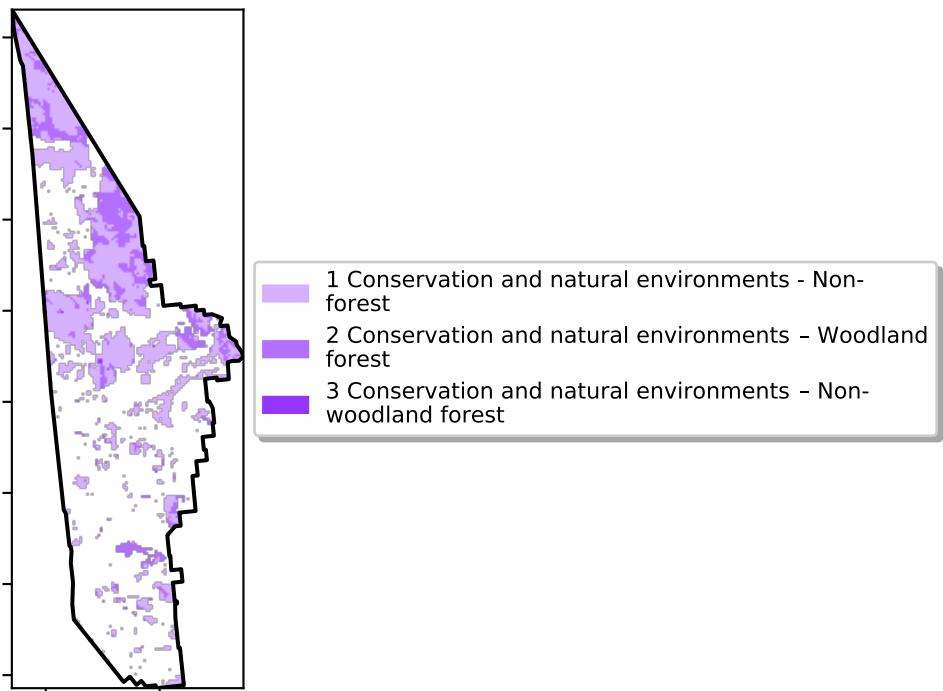 1 Conservation and natural environments - Non-
forest
2 Conservation and natural environments – Woodland
forest
3 Conservation and natural environments – Non-
woodland forest